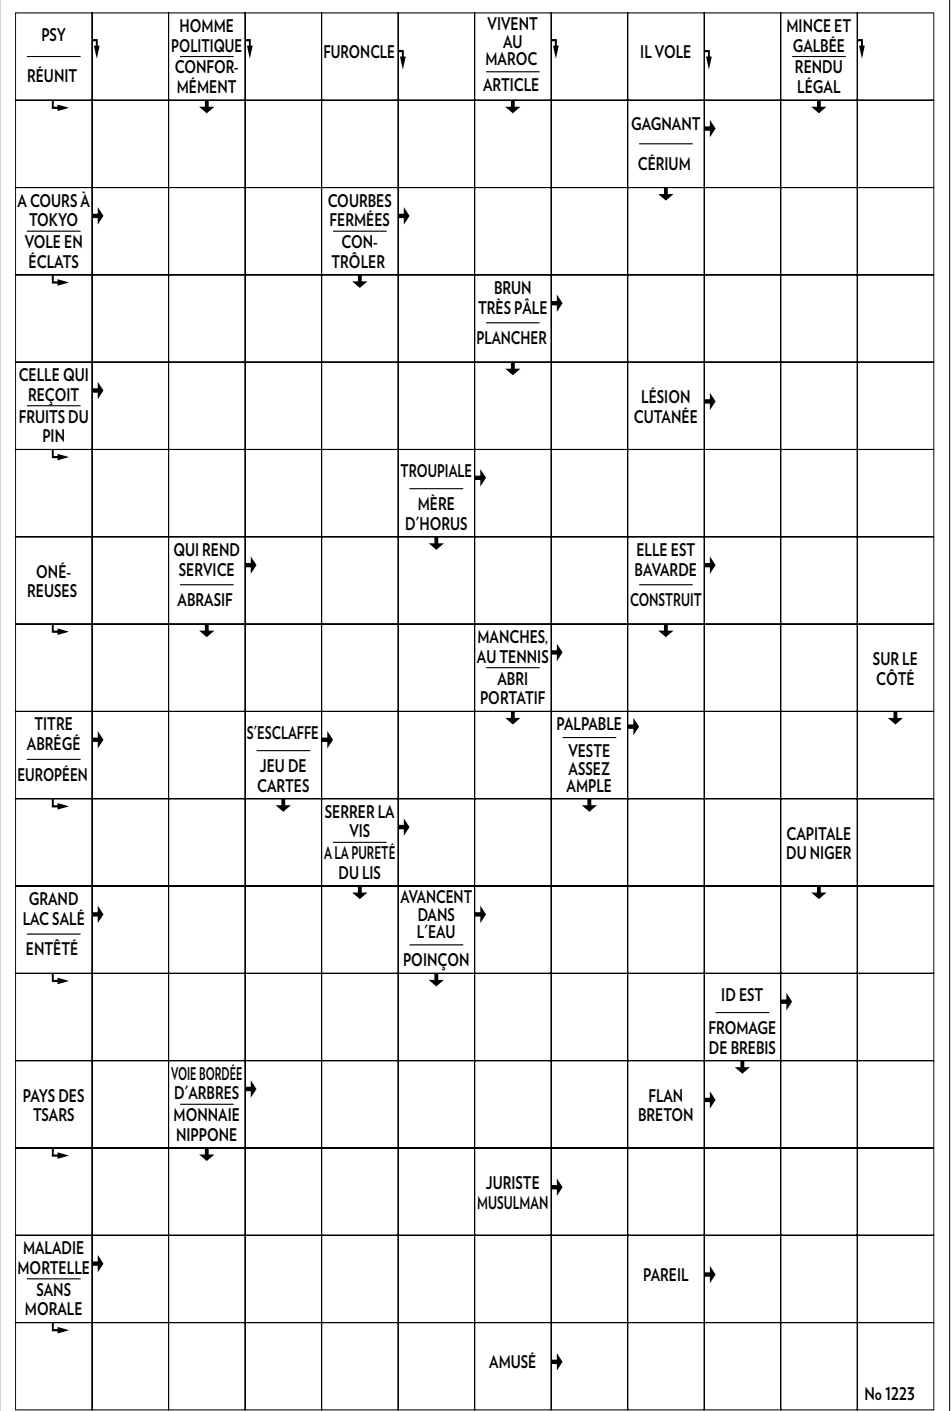 PSY
RÉUNIT
HOMME
POLITIQUE
CONFOR-
MÉMENT
FURONCLE
VIVENT
AU
MAROC
ARTICLE
IL VOLE
MINCE ET
GALBÉE
RENDU
LÉGAL
GAGNANT
CÉRIUM
A COURS À
TOKYO
VOLE EN
ÉCLATS
COURBES
FERMÉES
CON-
TRÔLER
BRUN
TRÈS PÂLE
PLANCHER
CELLE QUI
REÇOIT
FRUITS DU
PIN
LÉSION
CUTANÉE
TROUPIALE
MÈRE
D'HORUS
ONÉ-
REUSES
QUI REND
SERVICE
ABRASIF
ELLE EST
BAVARDE
CONSTRUIT
MANCHES,
AU TENNIS
ABRI
PORTATIF
SUR LE
CÔTÉ
TITRE
ABRÉGÉ
EUROPÉEN
S'ESCLAFFE
JEU DE
CARTES
PALPABLE
VESTE
ASSEZ
AMPLE
SERRER LA
VIS
A LA PURETÉ
DU LIS
CAPITALE
DU NIGER
GRAND
LAC SALÉ
ENTÊTÉ
AVANCENT
DANS
L'EAU
POINÇON
ID EST
FROMAGE
DE BREBIS
PAYS DES
TSARS
VOIE BORDÉE
D'ARBRES
MONNAIE
NIPPONE
FLAN
BRETON
JURISTE
MUSULMAN
MALADIE
MORTELLE
SANS
MORALE
PAREIL
AMUSÉ
No 1223